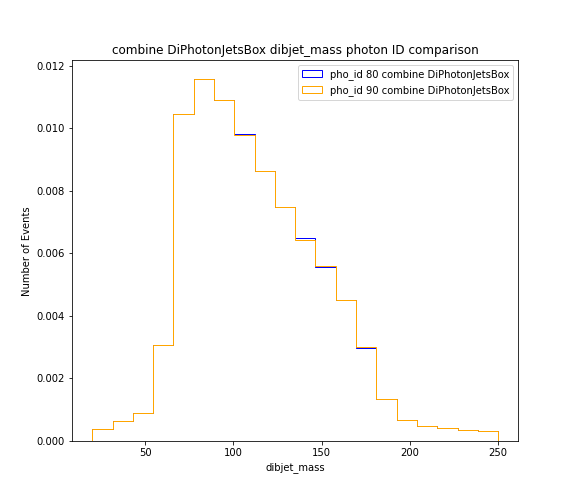 combine DiPhotonJetsBox dibjet_mass photon ID comparison
pho_id 80 combine DiPhotonJetsBox
pho_id 90 combine DiPhotonJetsBox
0.012
0.010
0.008
0.006
0.004
0.002
0.000
Number of Events
50
100
150
200
250
dibjet_mass